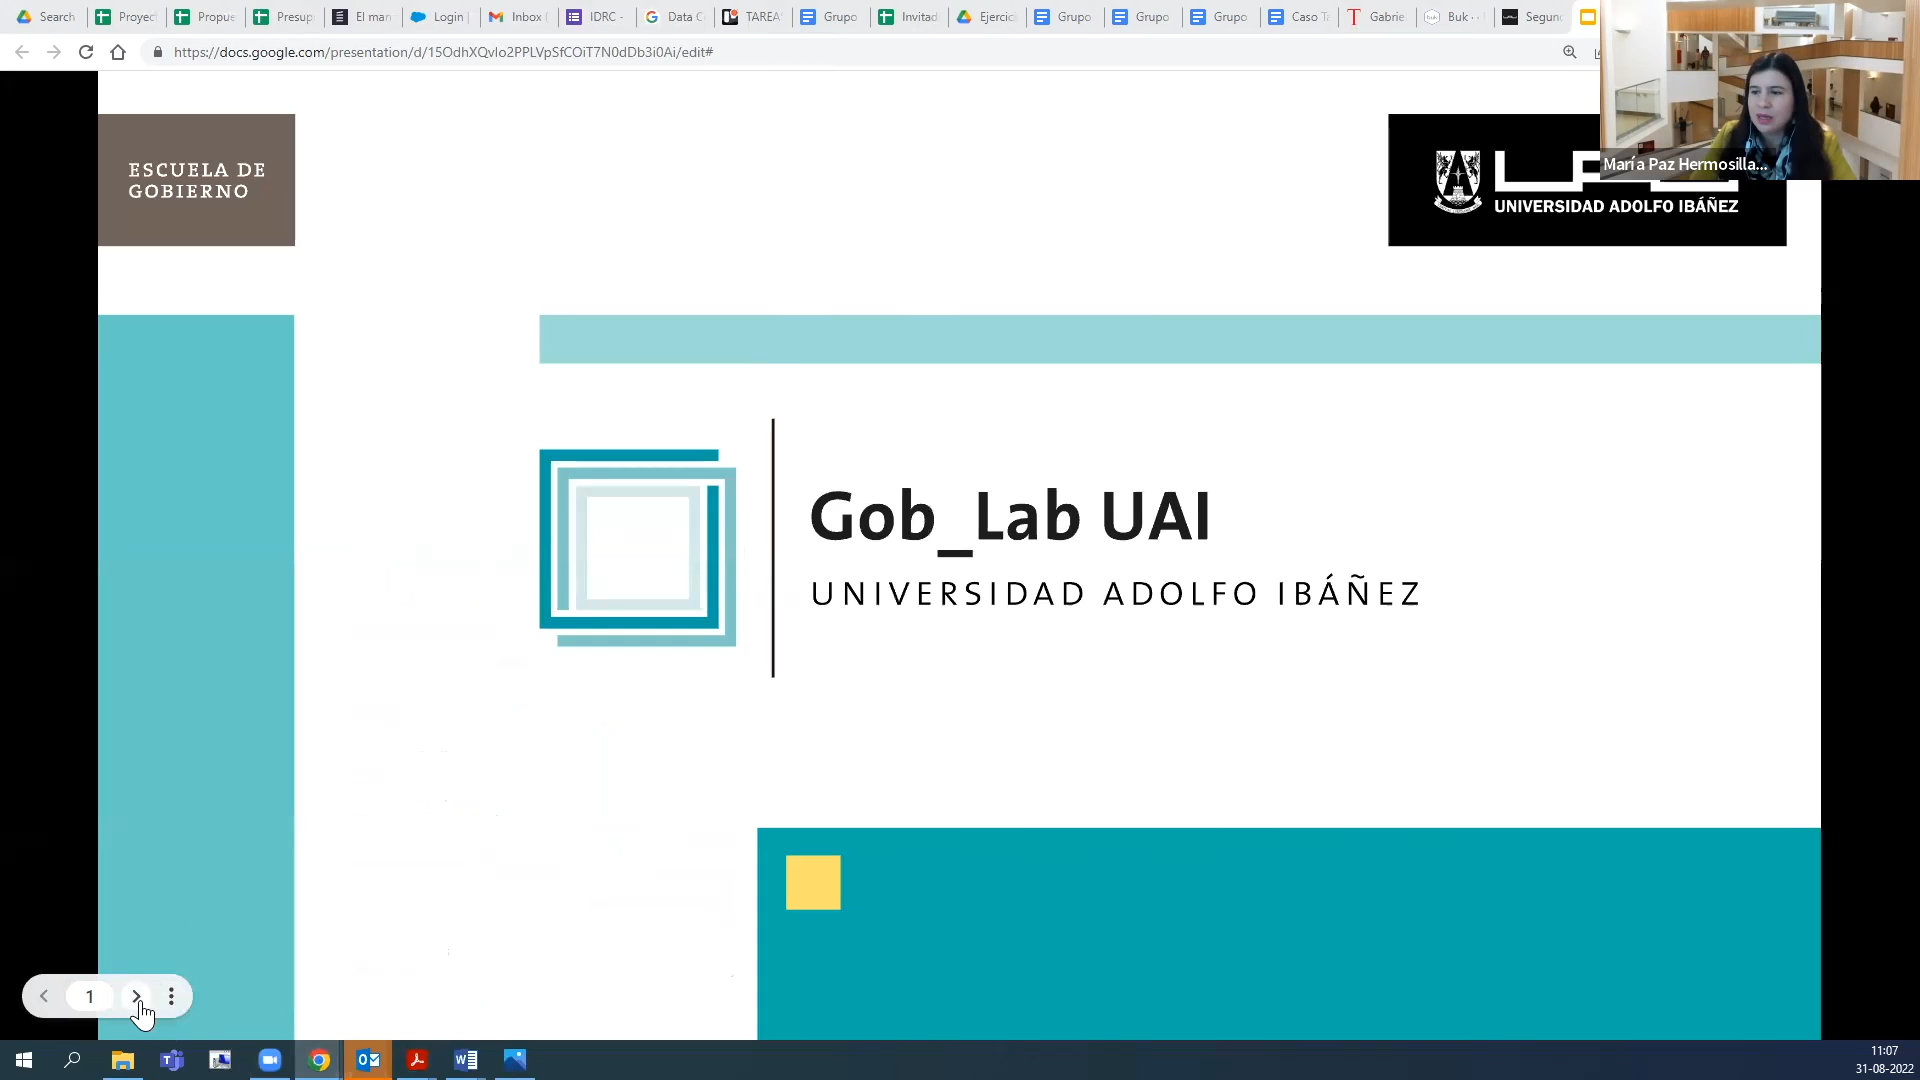 Search
Proyec
Propue
Presup
El man
Login
Inbox (
IDRC -
Data C
TAREA
Grupo
Invitad
Ejercic
Grupo
Grupo
Grupo
Caso Ta
Gabrie
Buk - -
Segun
https://docs.google.com/presentation/d/15OdhXQvlo2PPLVpSfCOiT7N0dDb3i0Ai/edit#
María Paz Hermosilla...
ESCUELA DE
GOBIERNO
UNIVERSIDAD ADOLFO IBÁÑEZ
Gob_Lab UAI
UNIVERSIDAD ADOLFO IBÁÑEZ
1
11:07
31-08-2022